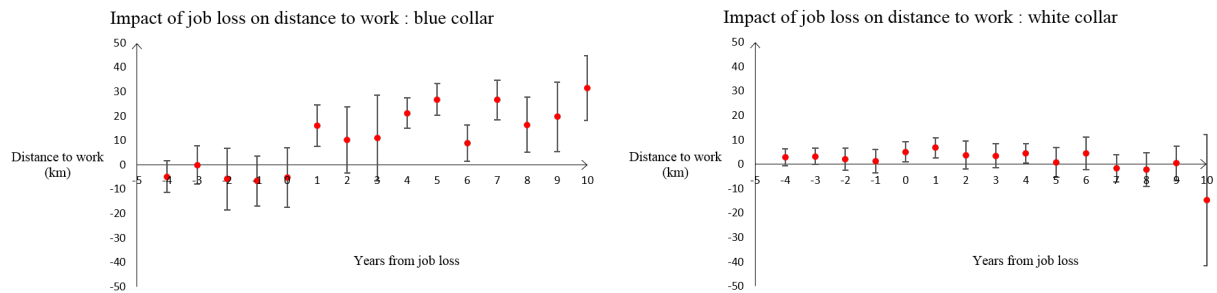 Impact of job loss on distance to work : blue collar
50
40
30
20
10
0
-10
-20
-30
-40
-50
Distance to work
(km)
-5 -4 -3 -2 -1 0 1 2 3 4 5 6 7 8 9 10
Years from job loss
Impact of job loss on distance to work : white collar
50
40
30
20
10
0
-10
-20
-30
-40
-50
Distance to work
(km)
-5 -4 -3 -2 -1 0 1 2 3 4 5 6 7 8 9 10
Years from job loss